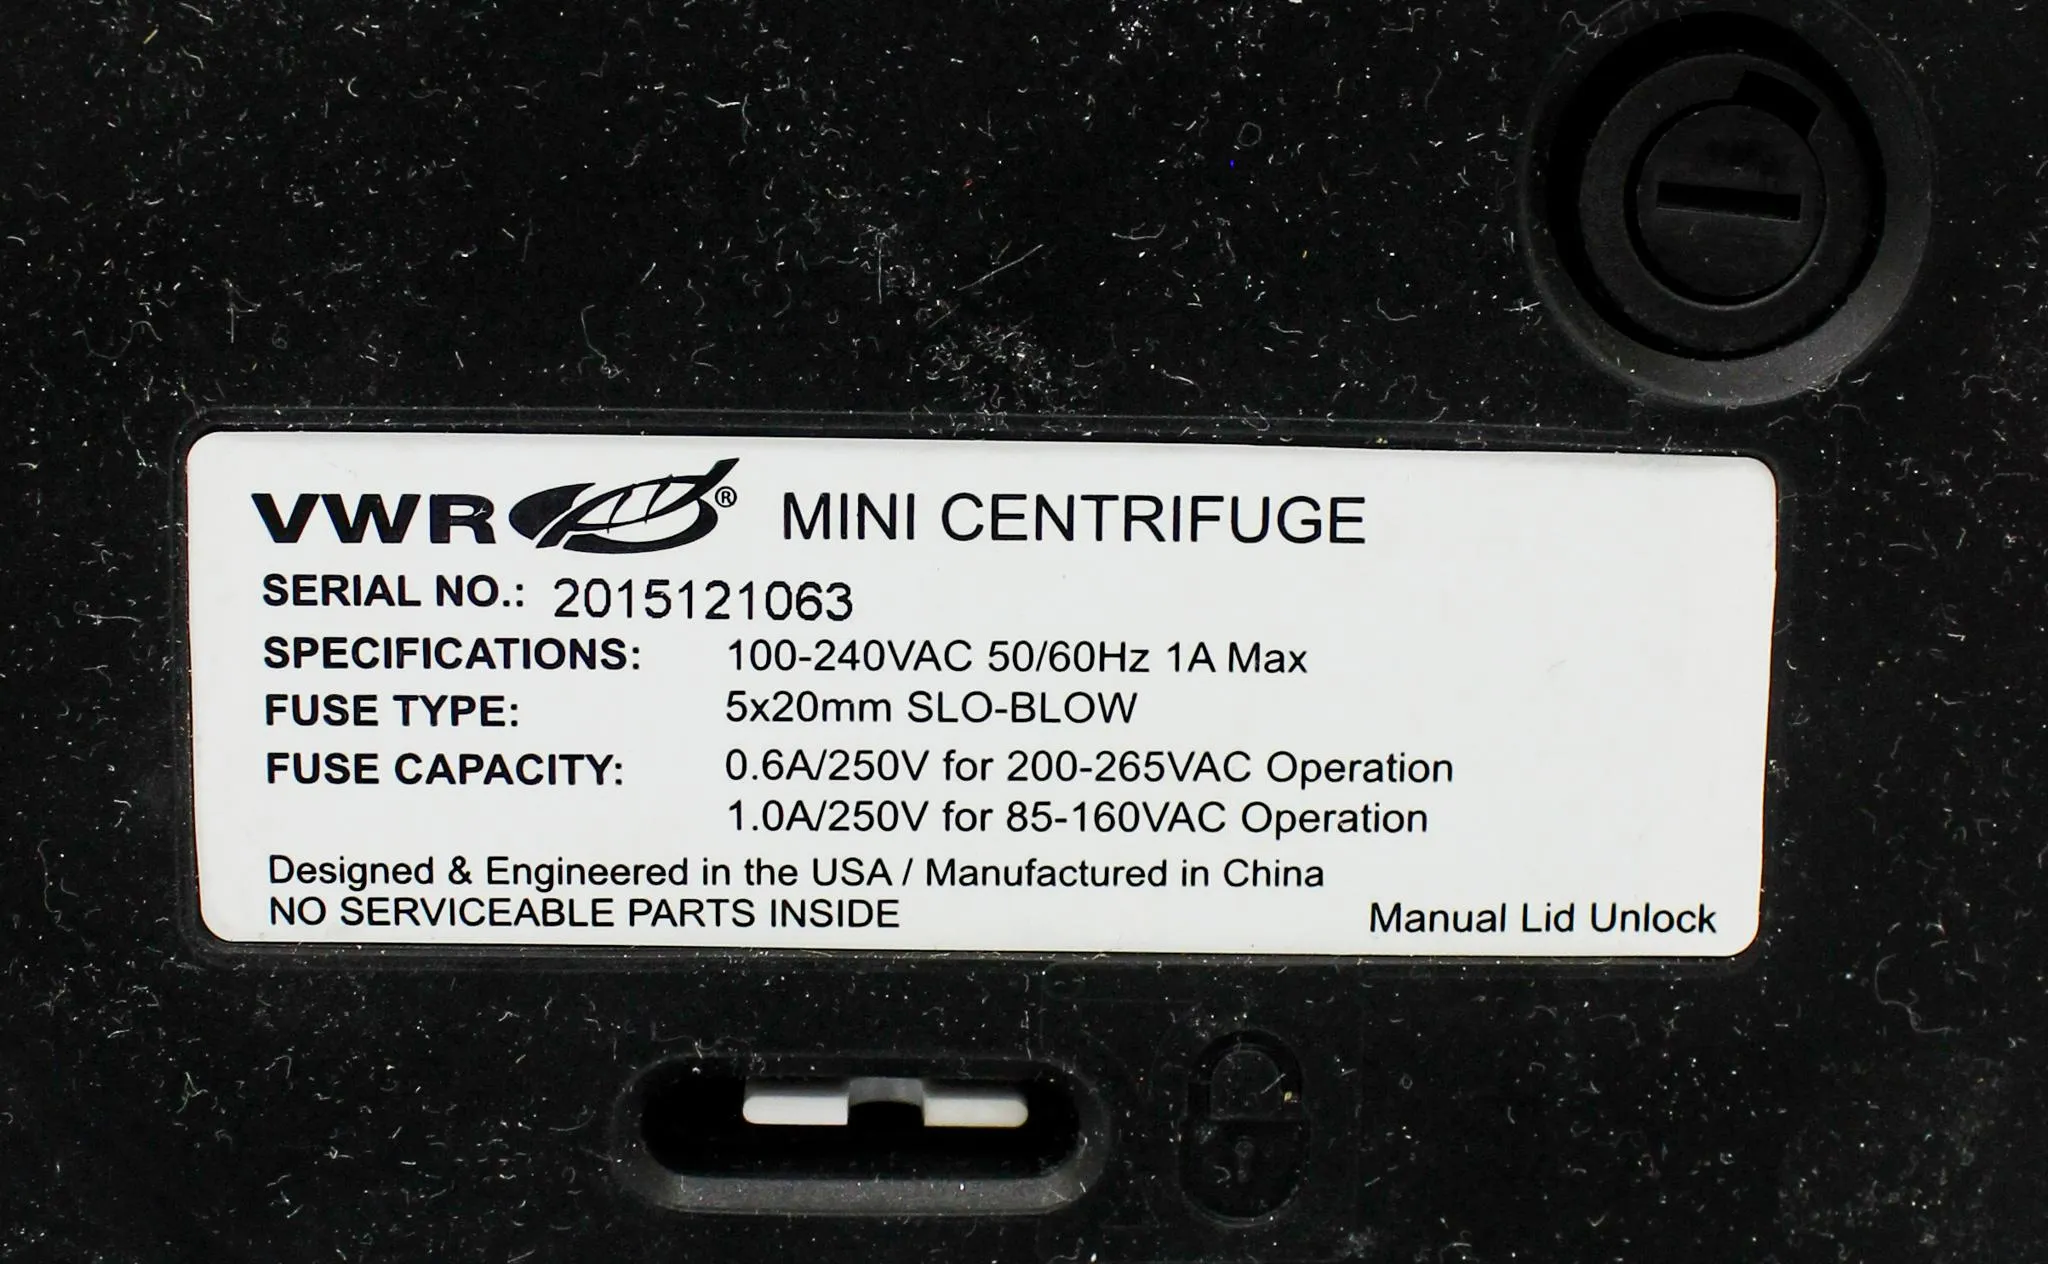 VWR® MINI CENTRIFUGE
SERIAL NO.: 2015121063
SPECIFICATIONS: 100-240VAC 50/60Hz 1A Max
FUSE TYPE: 5x20mm SLO-BLOW
FUSE CAPACITY: 0.6A/250V for 200-265VAC Operation
1.0A/250V for 85-160VAC Operation
Designed & Engineered in the USA / Manufactured in China
NO SERVICEABLE PARTS INSIDE
Manual Lid Unlock